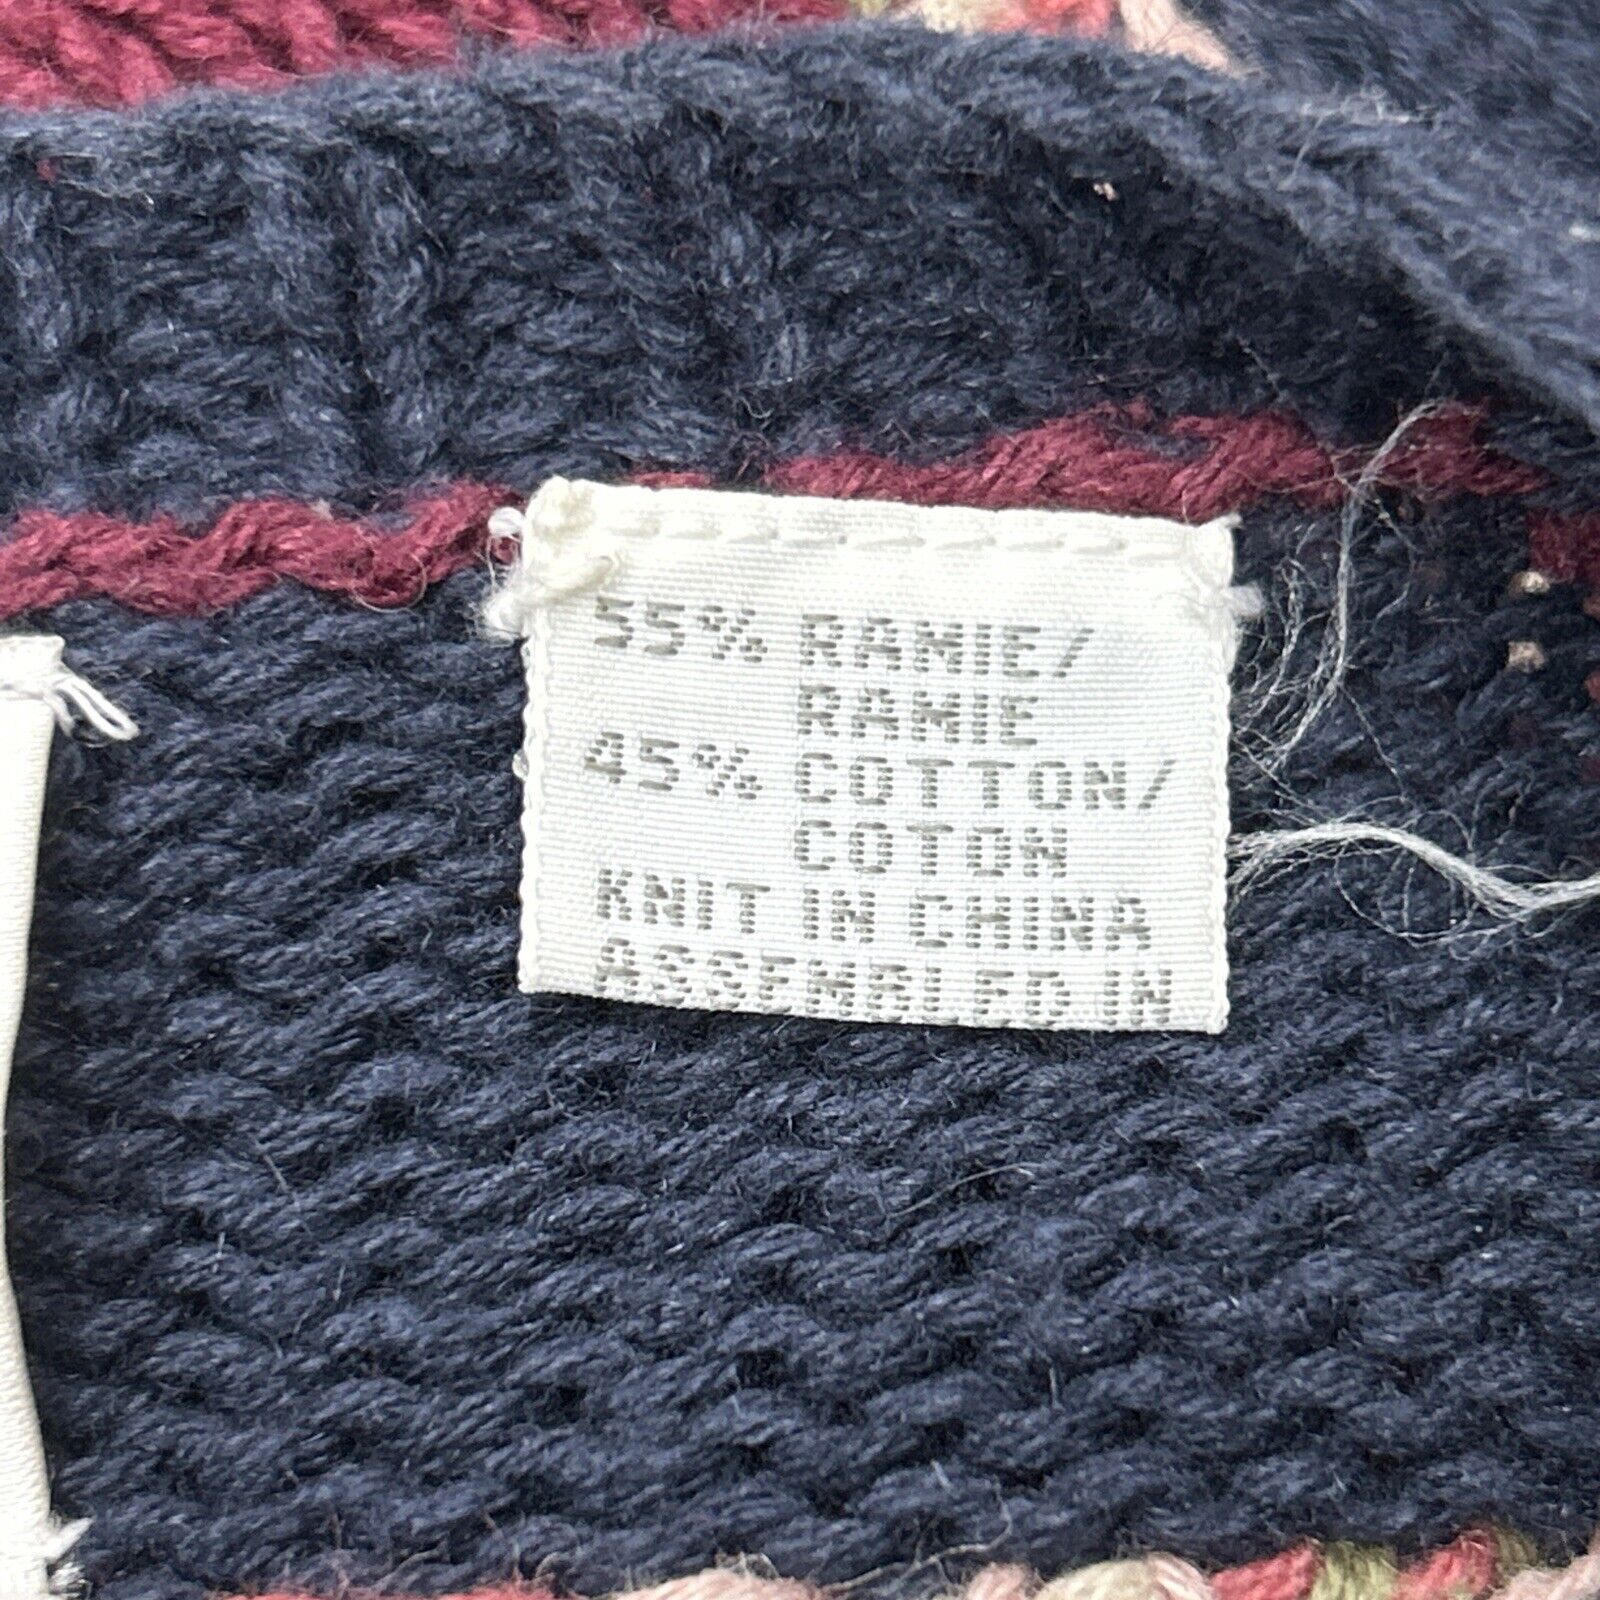 55% RAMIE/
RAMIE
45% COTTON/
COTON
KNIT IN CHINA
ASSEMBLED IN